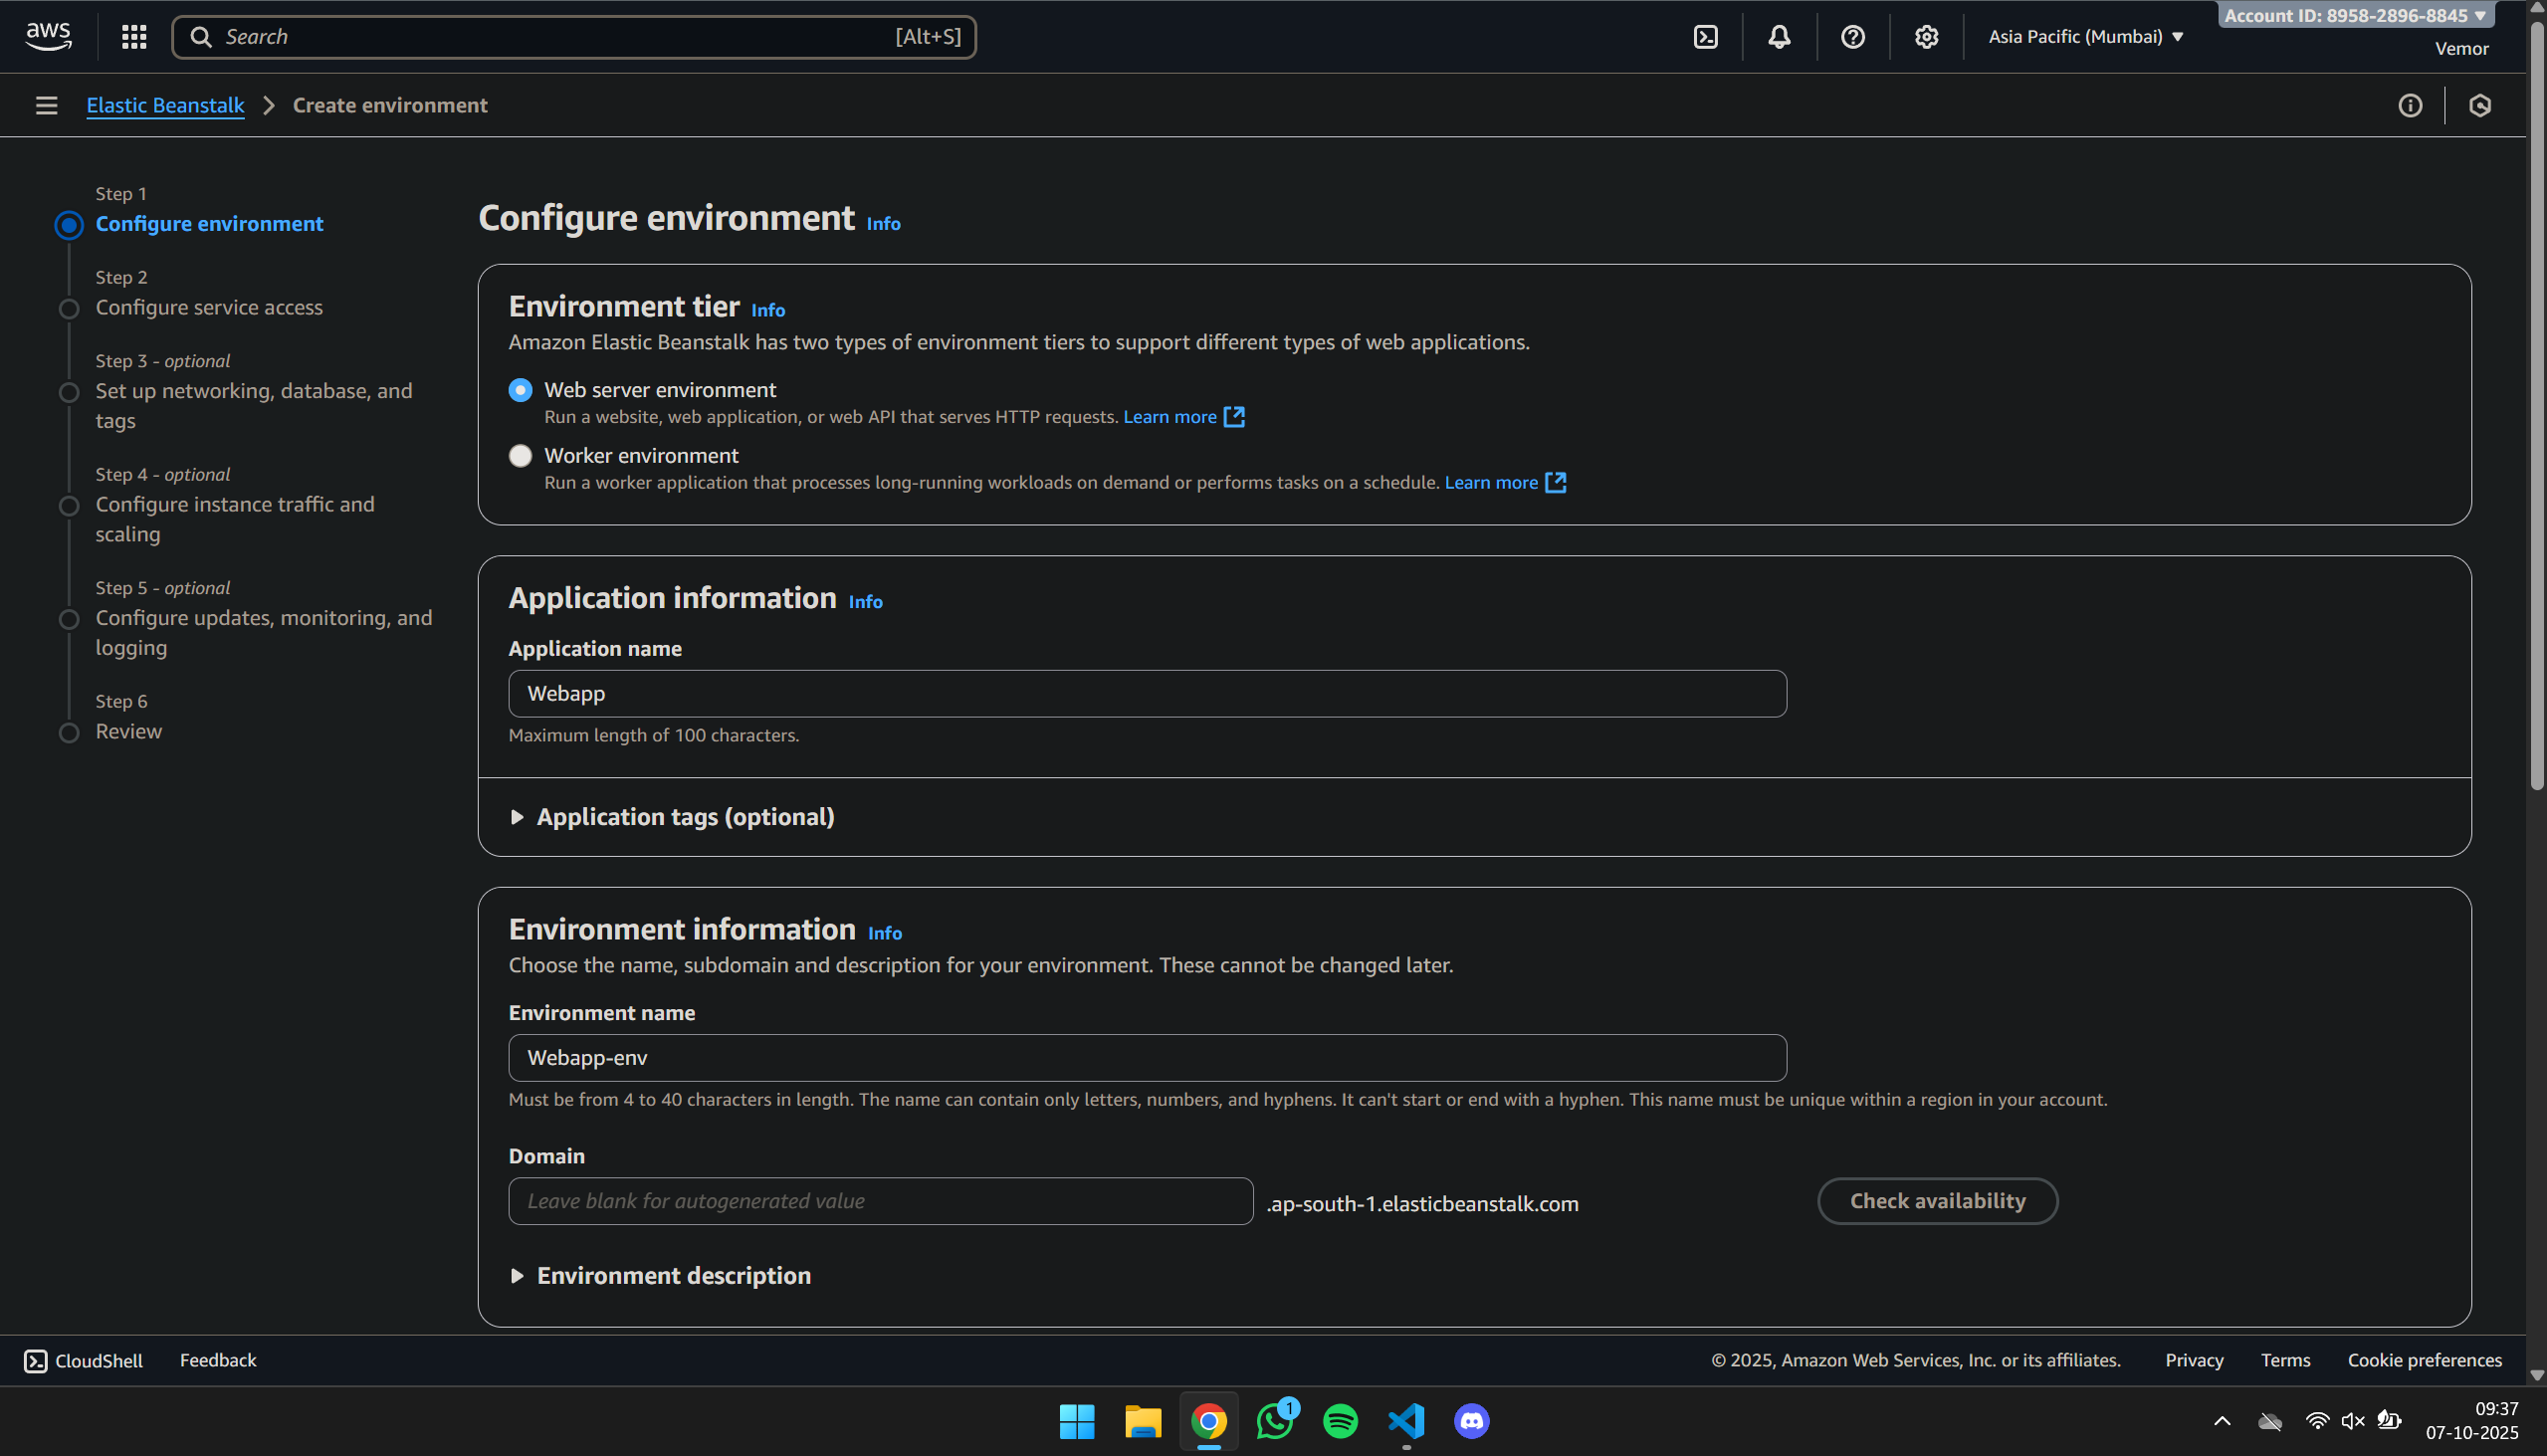 aws
Search
[Alt+S]
Asia Pacific (Mumbai)
Account ID: 8958-2896-8845
Vemor
Elastic Beanstalk
Create environment
Step 1
Configure environment
Step 2
Configure service access
Step 3 - optional
Set up networking, database, and
tags
Step 4 - optional
Configure instance traffic and
scaling
Step 5 - optional
Configure updates, monitoring, and
logging
Step 6
Review
Configure environment Info
Environment tier Info
Amazon Elastic Beanstalk has two types of environment tiers to support different types of web applications.
Web server environment
Run a website, web application, or web API that serves HTTP requests. Learn more
Worker environment
Run a worker application that processes long-running workloads on demand or performs tasks on a schedule. Learn more
Application information Info
Application name
Webapp
Maximum length of 100 characters.
Application tags (optional)
Environment information Info
Choose the name, subdomain and description for your environment. These cannot be changed later.
Environment name
Webapp-env
Must be from 4 to 40 characters in length. The name can contain only letters, numbers, and hyphens. It can't start or end with a hyphen. This name must be unique within a region in your account.
Domain
Leave blank for autogenerated value
.ap-south-1.elasticbeanstalk.com
Check availability
Environment description
CloudShell
Feedback
© 2025, Amazon Web Services, Inc. or its affiliates.
Privacy
Terms
Cookie preferences
1
09:37
07-10-2025